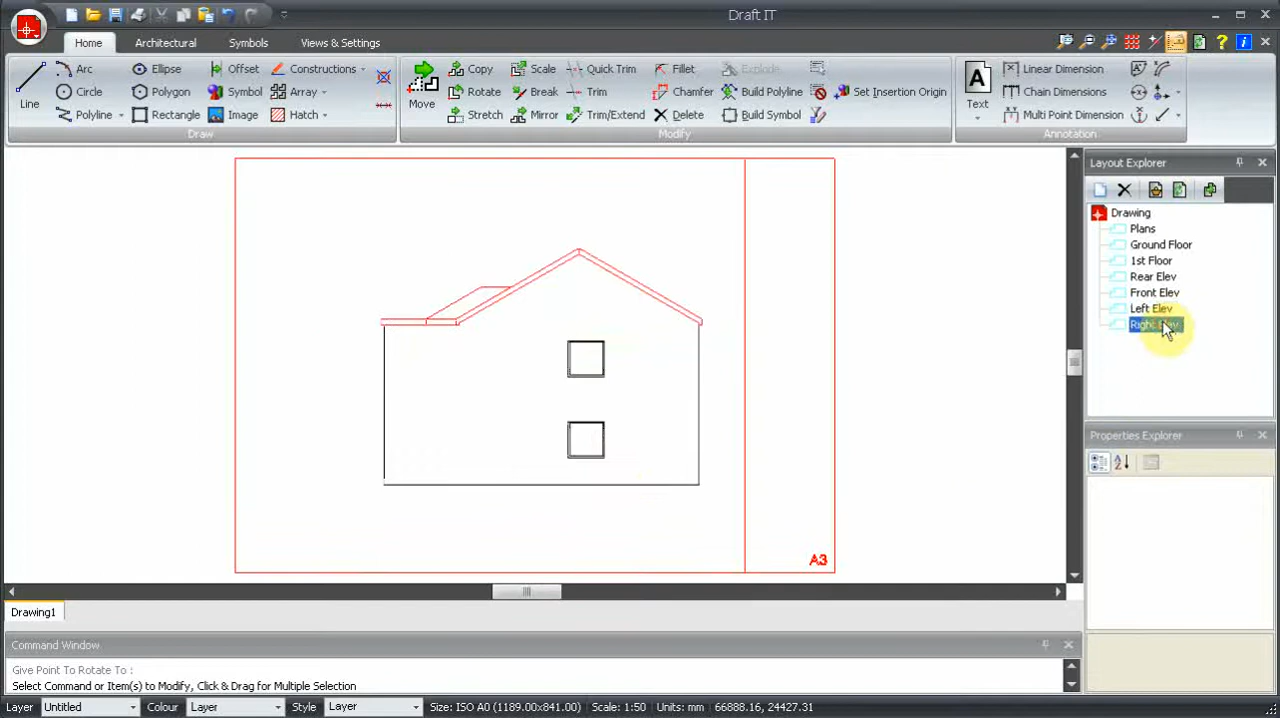 Draft IT
Home Architectural Symbols Views & Settings
Line
Arc
Circle
Polyline
Ellipse
Polygon
Rectangle
Offset
Symbol
Image
Constructions
Array
Hatch
Draw
Move
Copy
Rotate
Stretch
Scale
Break
Mirror
Quick Trim
Trim
Trim/Extend
Fillet
Chamfer
Delete
Explode
Build Polyline
Build Symbol
Set Insertion Origin
Modify
A
Text
Linear Dimension
Chain Dimensions
Multi Point Dimension
Annotation
Layout Explorer
Drawing
Plans
Ground Floor
1st Floor
Rear Elev
Front Elev
Left Elev
Right Elev
A3
Properties Explorer
Drawing1
Command Window
Give Point To Rotate To :
Select Command or Item(s) to Modify, Click & Drag for Multiple Selection
Layer Untitled Colour Layer Style Layer Size: ISO A0 (1189.00x841.00) Scale: 1:50 Units: mm 66888.16, 24427.31